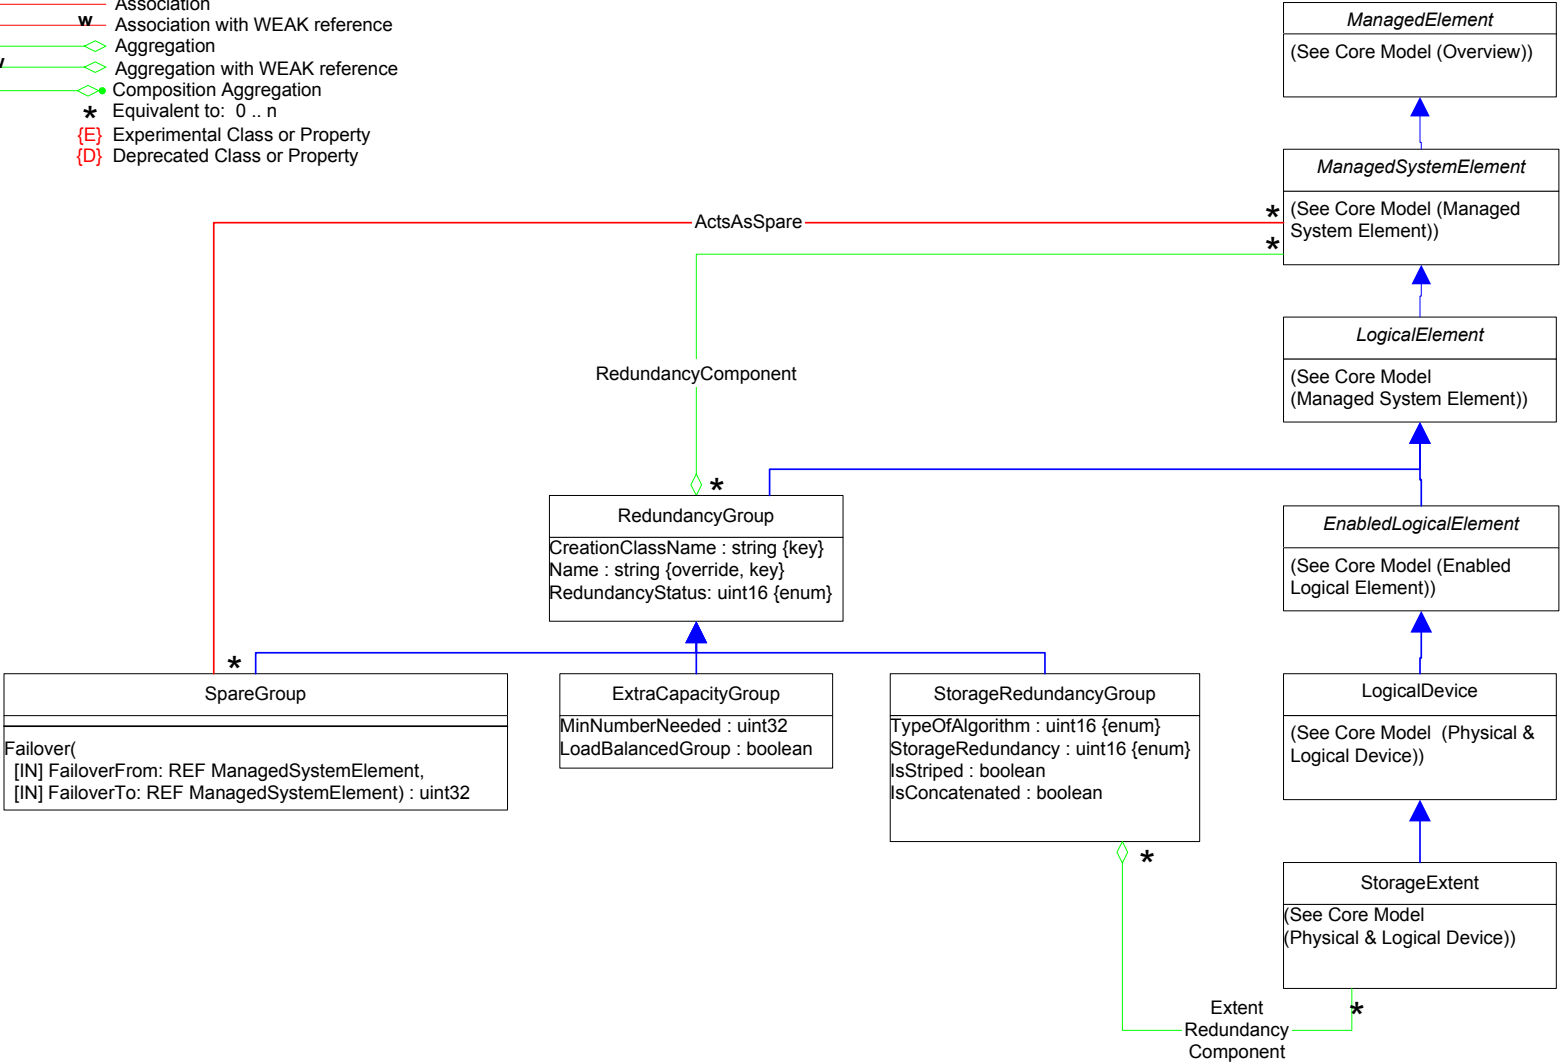 Association
w Association with WEAK reference
Aggregation
Aggregation with WEAK reference
Composition Aggregation
* Equivalent to: 0 .. n
{E} Experimental Class or Property
{D} Deprecated Class or Property
ManagedElement
(See Core Model (Overview))
ManagedSystemElement
(See Core Model (Managed
System Element))
*
*
ActsAsSpare
RedundancyComponent
LogicalElement
(See Core Model
(Managed System Element))
*
RedundancyGroup
CreationClassName : string {key}
Name : string {override, key}
RedundancyStatus: uint16 {enum}
EnabledLogicalElement
(See Core Model (Enabled
Logical Element))
*
SpareGroup
Failover(
[IN] FailoverFrom: REF ManagedSystemElement,
[IN] FailoverTo: REF ManagedSystemElement) : uint32
ExtraCapacityGroup
MinNumberNeeded : uint32
LoadBalancedGroup : boolean
StorageRedundancyGroup
TypeOfAlgorithm : uint16 {enum}
StorageRedundancy : uint16 {enum}
IsStriped : boolean
IsConcatenated : boolean
*
LogicalDevice
(See Core Model (Physical &
Logical Device))
StorageExtent
(See Core Model
(Physical & Logical Device))
*
Extent
Redundancy
Component